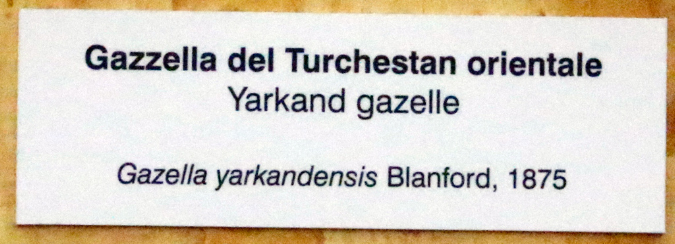 Gazzella del Turchestan orientale
Yarkand gazelle
Gazella yarkandensis Blanford, 1875